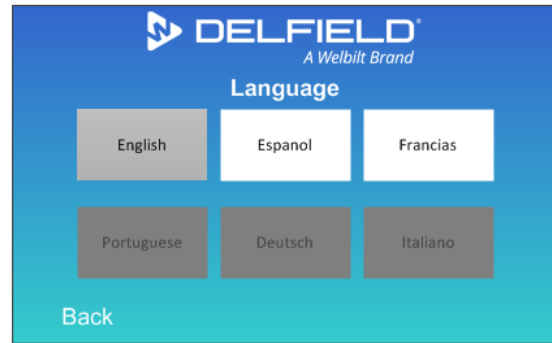 DELFIELD®
A Welbilt Brand
Language
English Espanol Francias
Portuguese Deutsch Italiano
Back